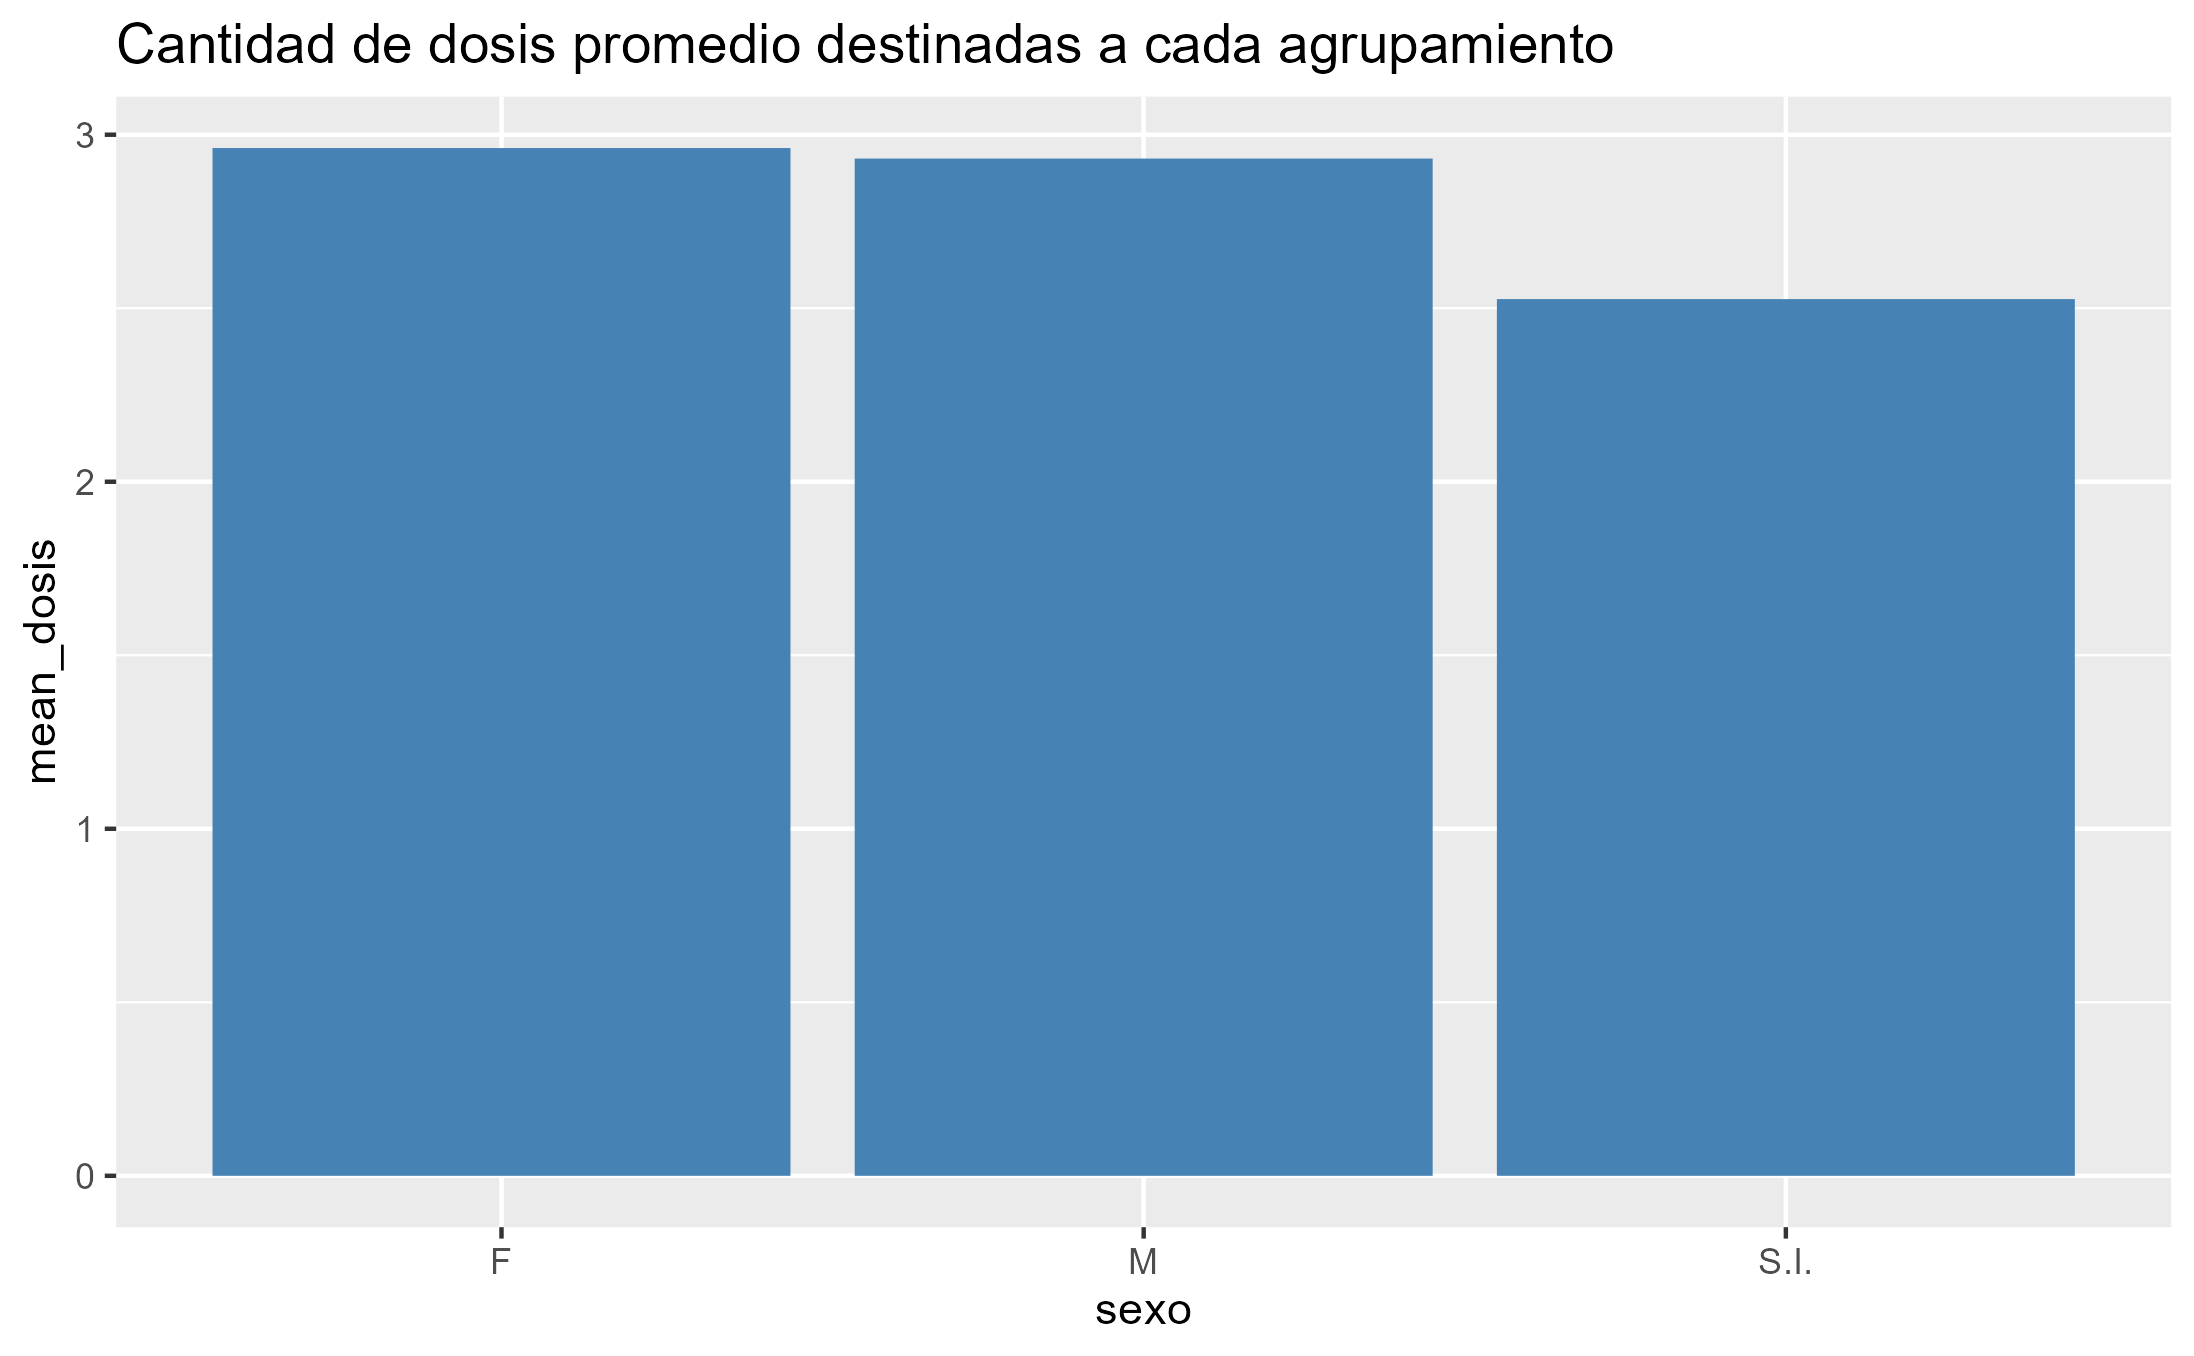 Cantidad de dosis promedio destinadas a cada agrupamiento
3
2
1
0
mean_dosis
F
M
S.I.
sexo